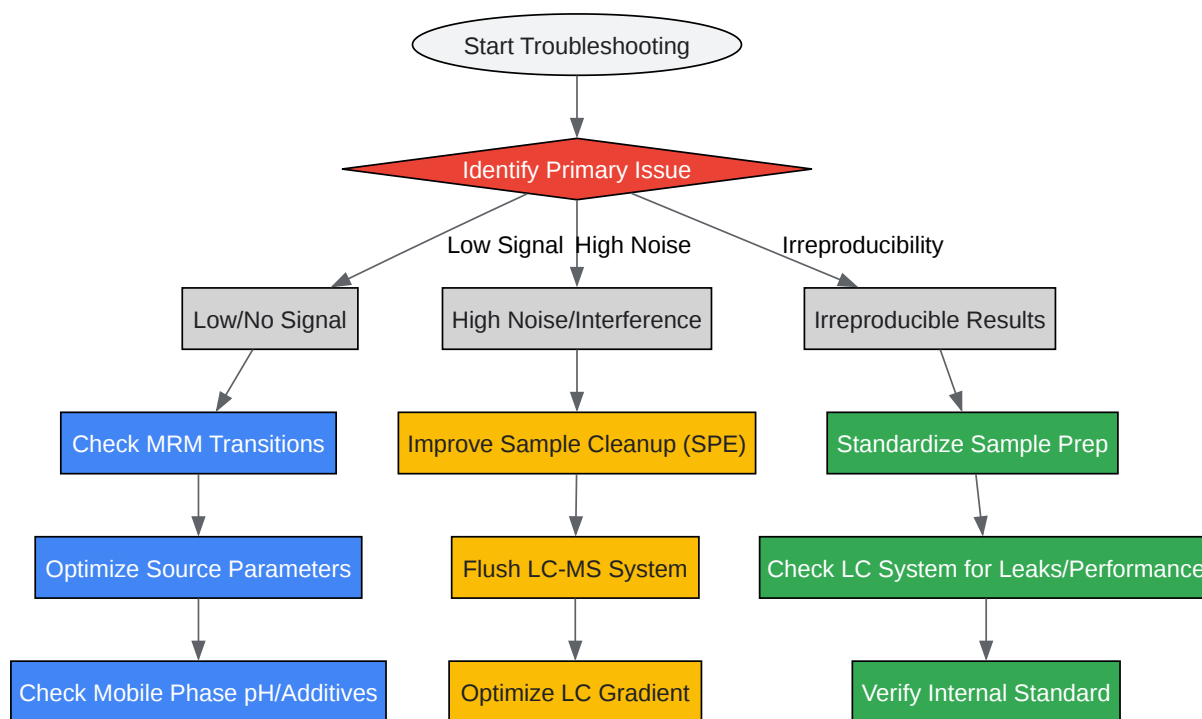 Start Troubleshooting
Identify Primary Issue
Low Signal
High Noise
Irreproducibility
Low/No Signal
High Noise/Interference
Irreproducible Results
Check MRM Transitions
Improve Sample Cleanup (SPE)
Standardize Sample Prep
Optimize Source Parameters
Flush LC-MS System
Check LC System for Leaks/Performance
Check Mobile Phase pH/Additives
Optimize LC Gradient
Verify Internal Standard